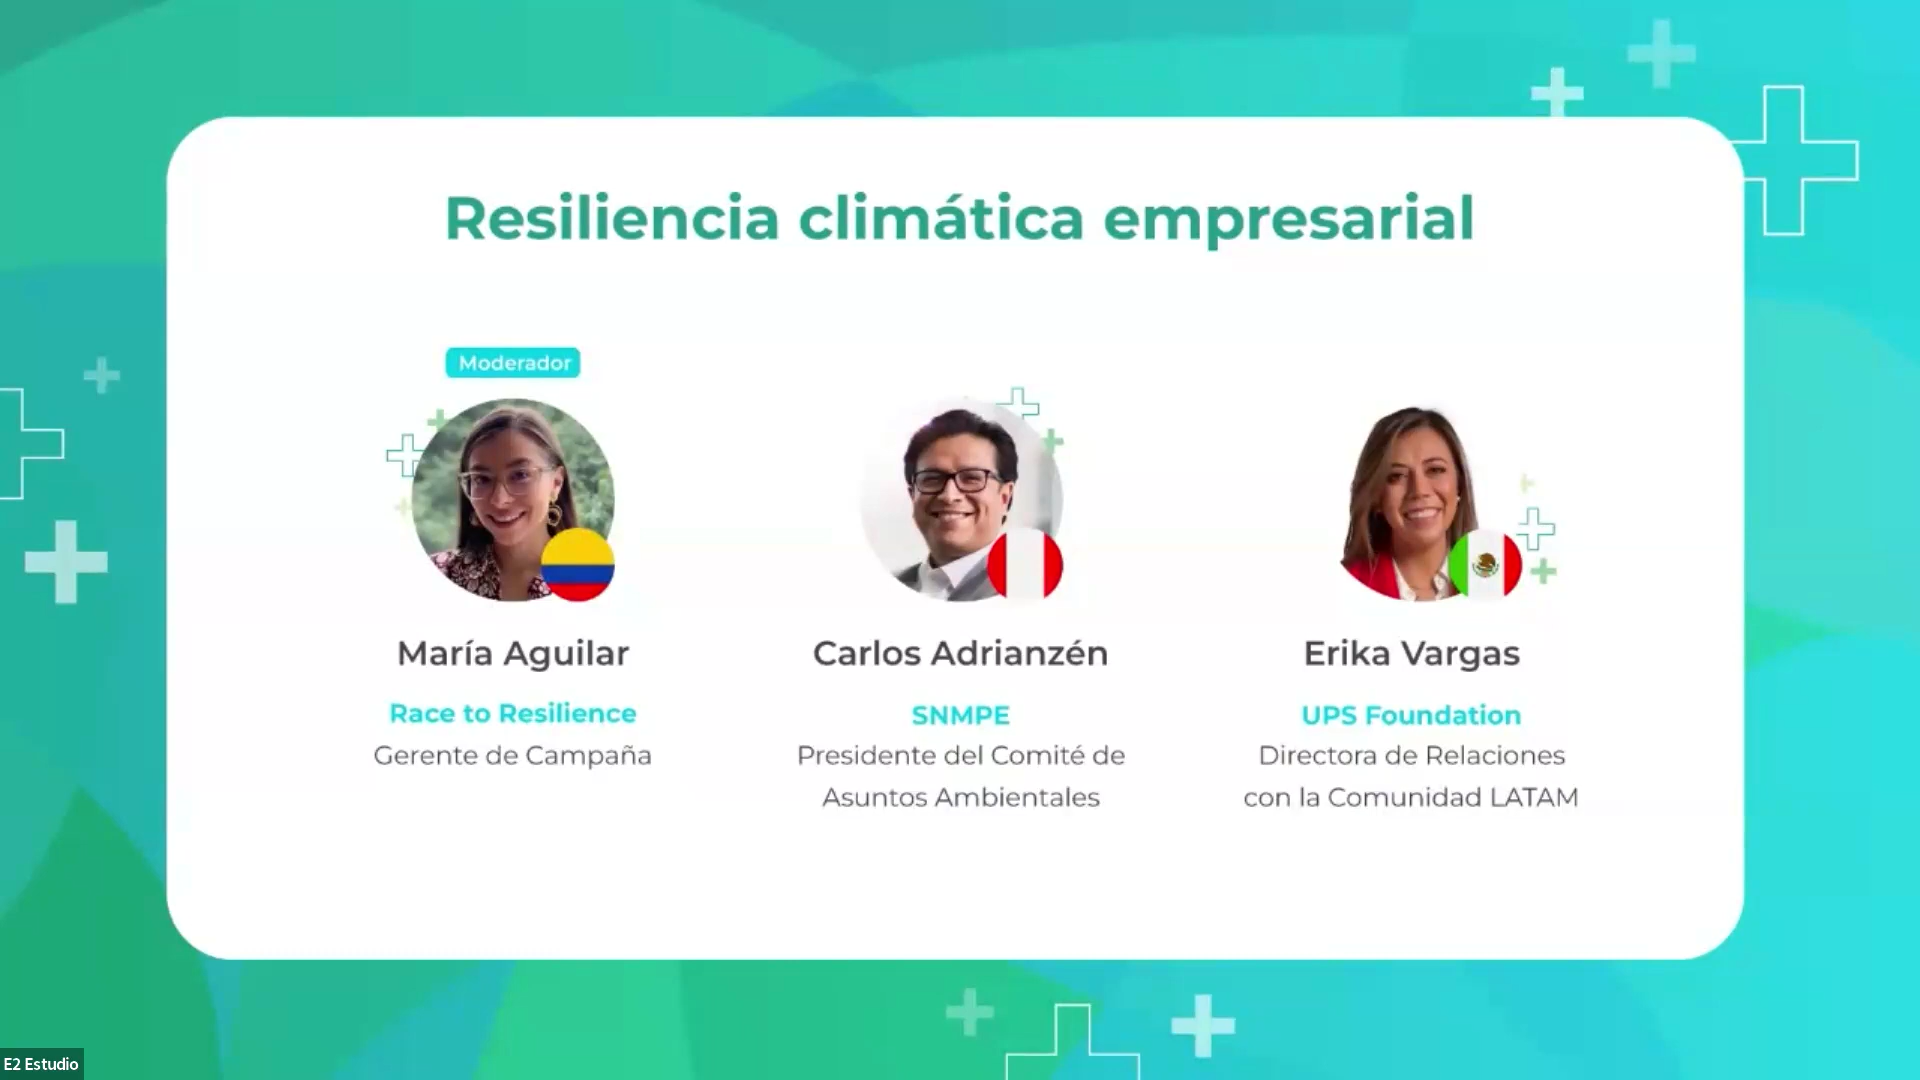 Resiliencia climática empresarial
Moderador
María Aguilar
Race to Resilience
Gerente de Campaña
Carlos Adrianzén
SNMPE
Presidente del Comité de
Asuntos Ambientales
Erika Vargas
UPS Foundation
Directora de Relaciones
con la Comunidad LATAM
E2 Estudio